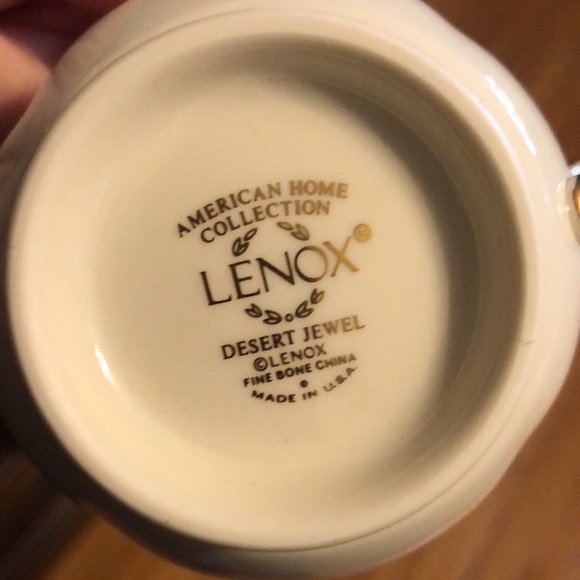 AMERICAN HOME
COLLECTION
LENOX®
DESERT JEWEL
©LENOX
FINE BONE CHINA
MADE IN U.S.A.